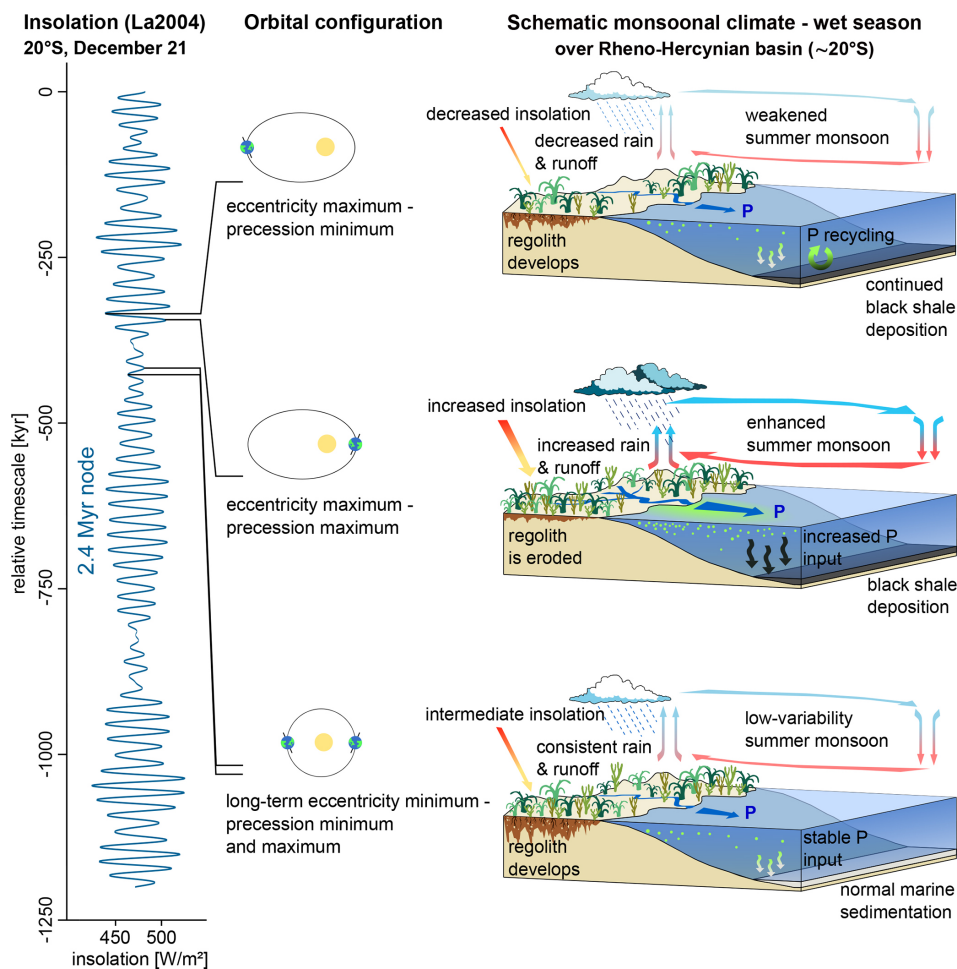 Insolation (La2004)
20°S, December 21
Orbital configuration
Schematic monsoonal climate - wet season
over Rheno-Hercynian basin (~20°S)
relative timescale [kyr]
0
-250
-500
-750
-1000
-1250
2.4 Myr node
450
500
insolation [W/m²]
eccentricity maximum -
precession minimum
eccentricity maximum -
precession maximum
long-term eccentricity minimum -
precession minimum
and maximum
decreased insolation
decreased rain
& runoff
weakened
summer monsoon
P
regolith
develops
P recycling
continued
black shale
deposition
increased insolation
increased rain
& runoff
enhanced
summer monsoon
P
regolith
is eroded
increased P
input
black shale
deposition
intermediate insolation
consistent rain
& runoff
low-variability
summer monsoon
P
regolith
develops
stable P
input
normal marine
sedimentation